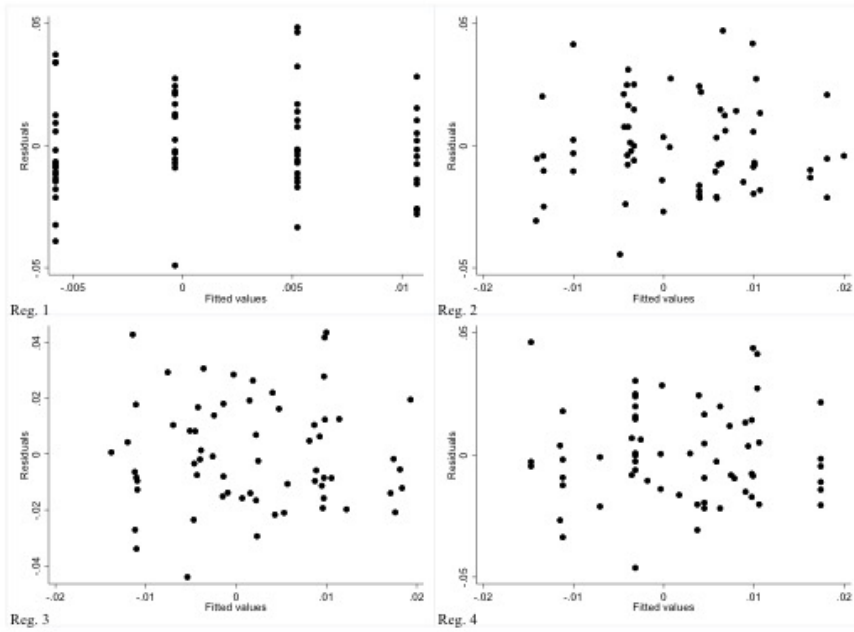 .05
.05
Residuals
0
Residuals
0
-.05
-.05
-.005
0
.005
.01
-.02
-.01
0
.01
.02
Fitted values
Fitted values
Reg. 1
Reg. 2
.04
.05
.02
Residuals
0
Residuals
0
-.02
-.04
-.05
-.02
-.01
0
.01
.02
-.02
-.01
0
.01
.02
Fitted values
Fitted values
Reg. 3
Reg. 4